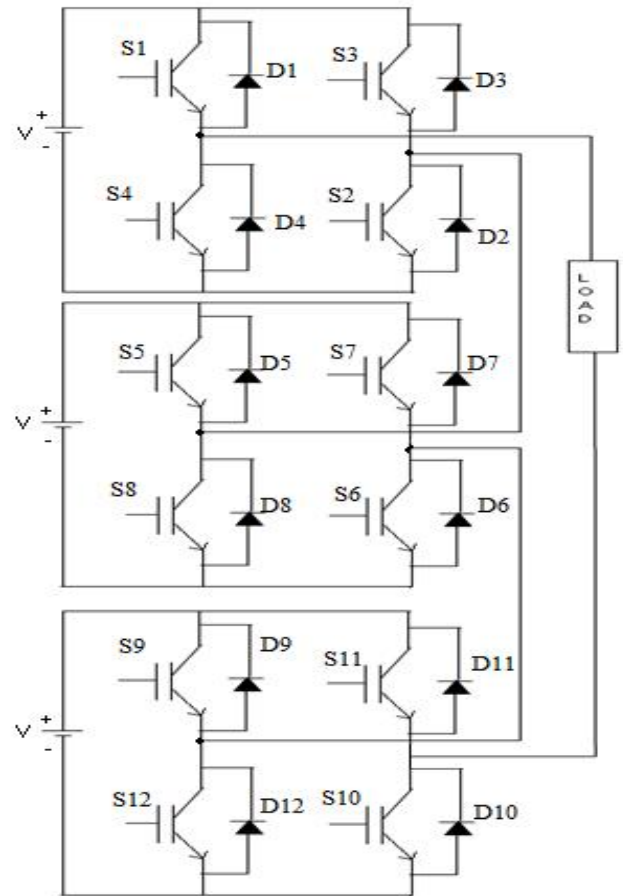 S1
D1
S3
D3
+
V
-
S4
D4
S2
D2
LOAD
S5
D5
S7
D7
+
V
-
S8
D8
S6
D6
S9
D9
S11
D11
+
V
-
S12
D12
S10
D10